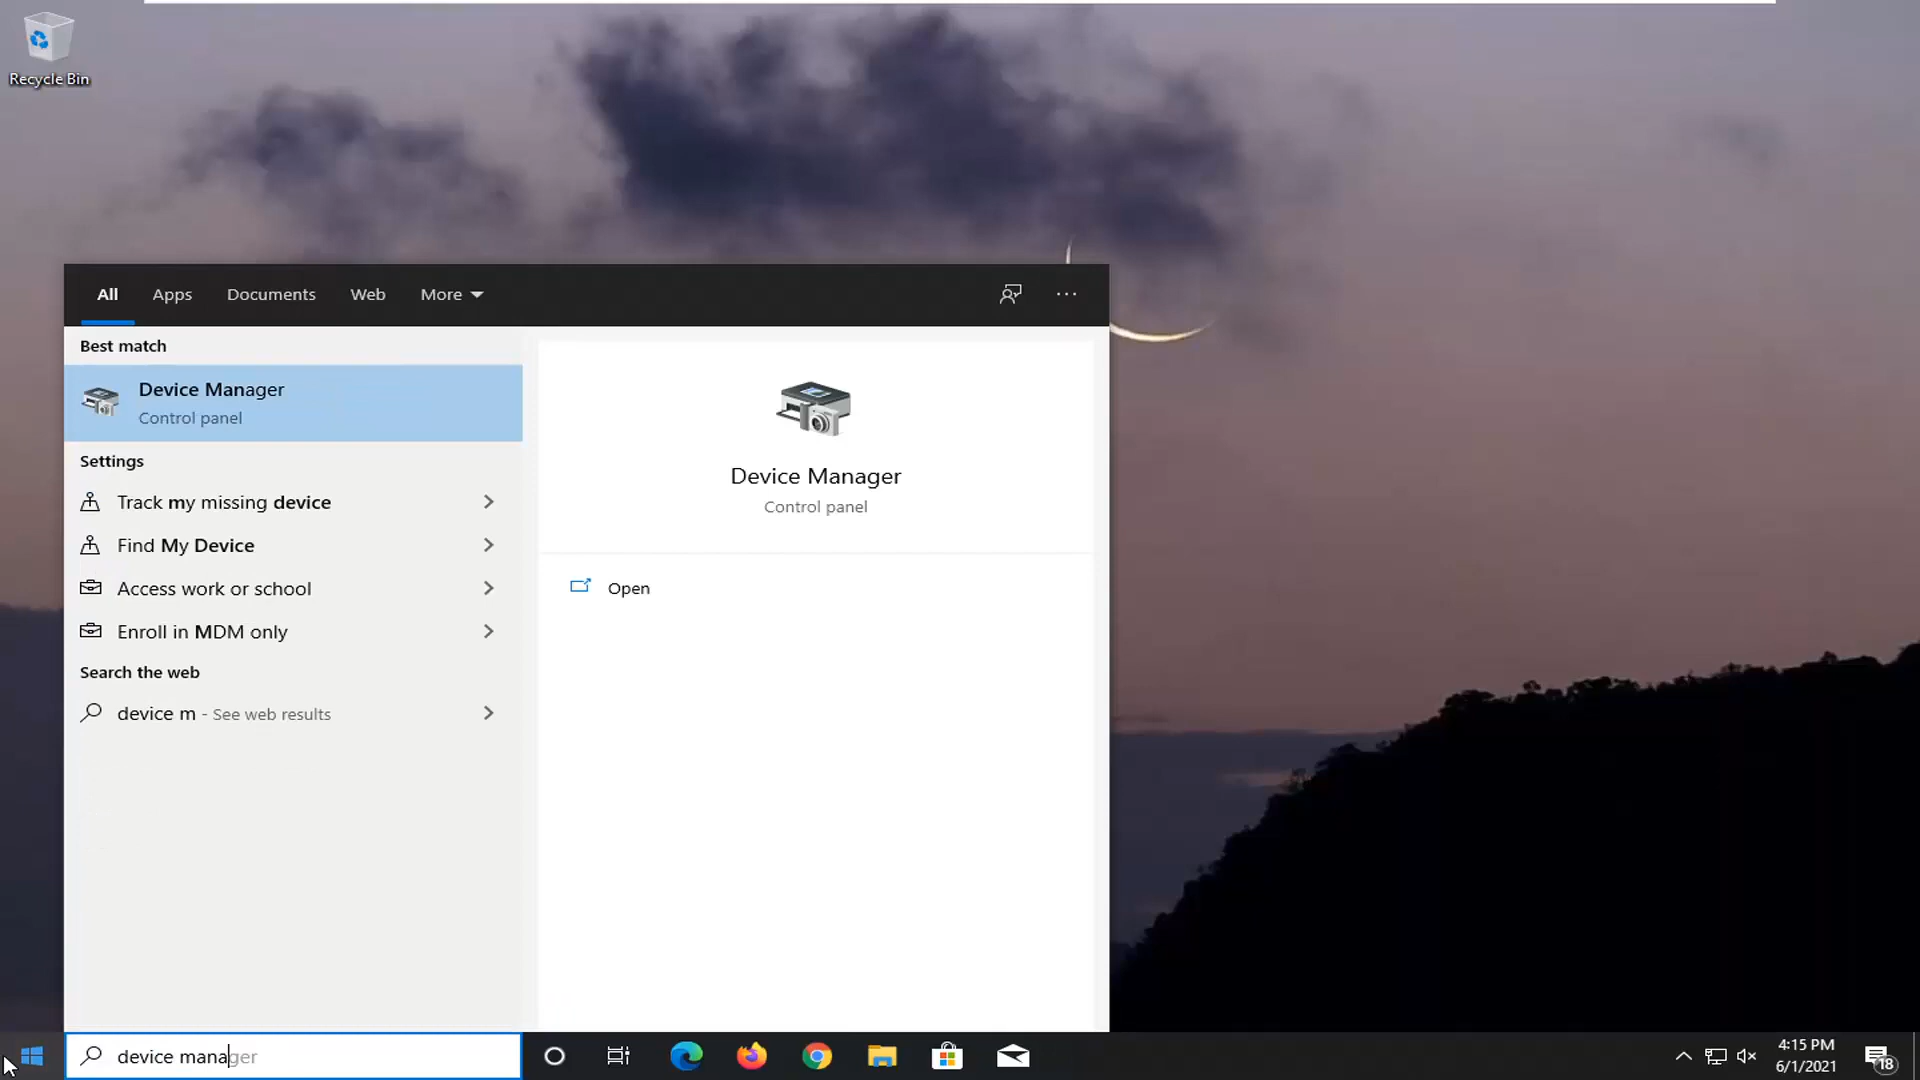 Recycle Bin
All Apps Documents Web More
Best match
Device Manager
Control panel
Settings
Track my missing device
Find My Device
Access work or school
Enroll in MDM only
Search the web
device m - See web results
Device Manager
Control panel
Open
device manager
4:15 PM
6/1/2021
18